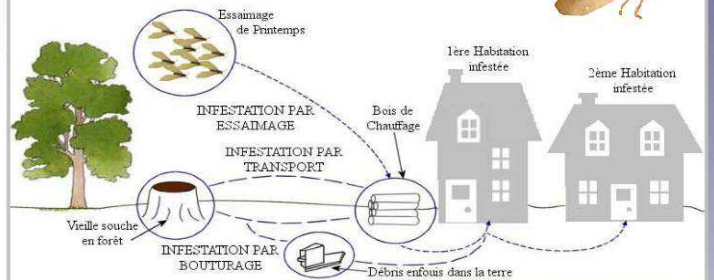 Essaimage
de Printemps
1ère Habitation
infestée
2ème Habitation
infestée
INFESTATION PAR
ESSAIMAGE
Bois de
Chauffage
INFESTATION PAR
TRANSPORT
Vieille souche
en forêt
INFESTATION PAR
BOUTURAGE
Débris enfouis dans la terre